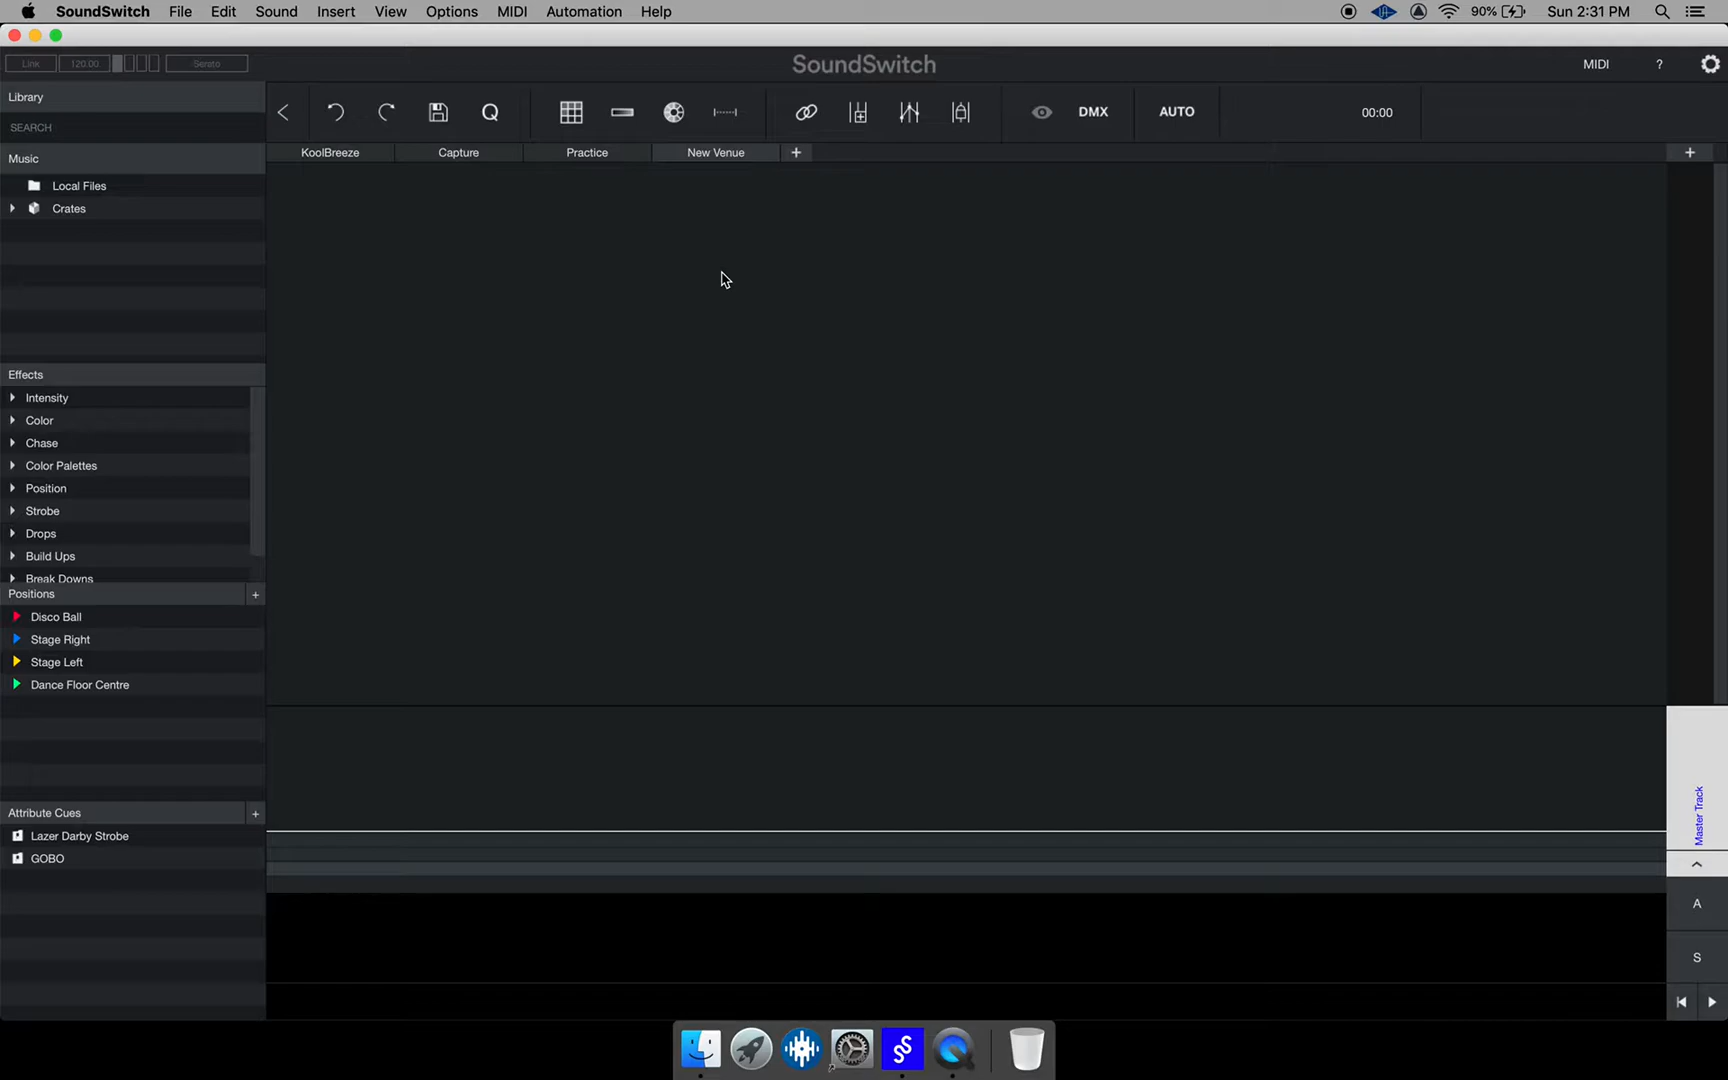 SoundSwitch File Edit Sound Insert View Options MIDI Automation Help 90% Sun 2:31 PM
Link 120.00 Serato SoundSwitch MIDI ?
Library
SEARCH
Q DMX AUTO 00:00
KoolBreeze Capture Practice New Venue + +
Music
Local Files
Crates
Effects
Intensity
Color
Chase
Color Palettes
Position
Strobe
Drops
Build Ups
Break Downs
Positions +
Disco Ball
Stage Right
Stage Left
Dance Floor Centre
Attribute Cues +
Lazer Darby Strobe
GOBO
Master Track
A
S